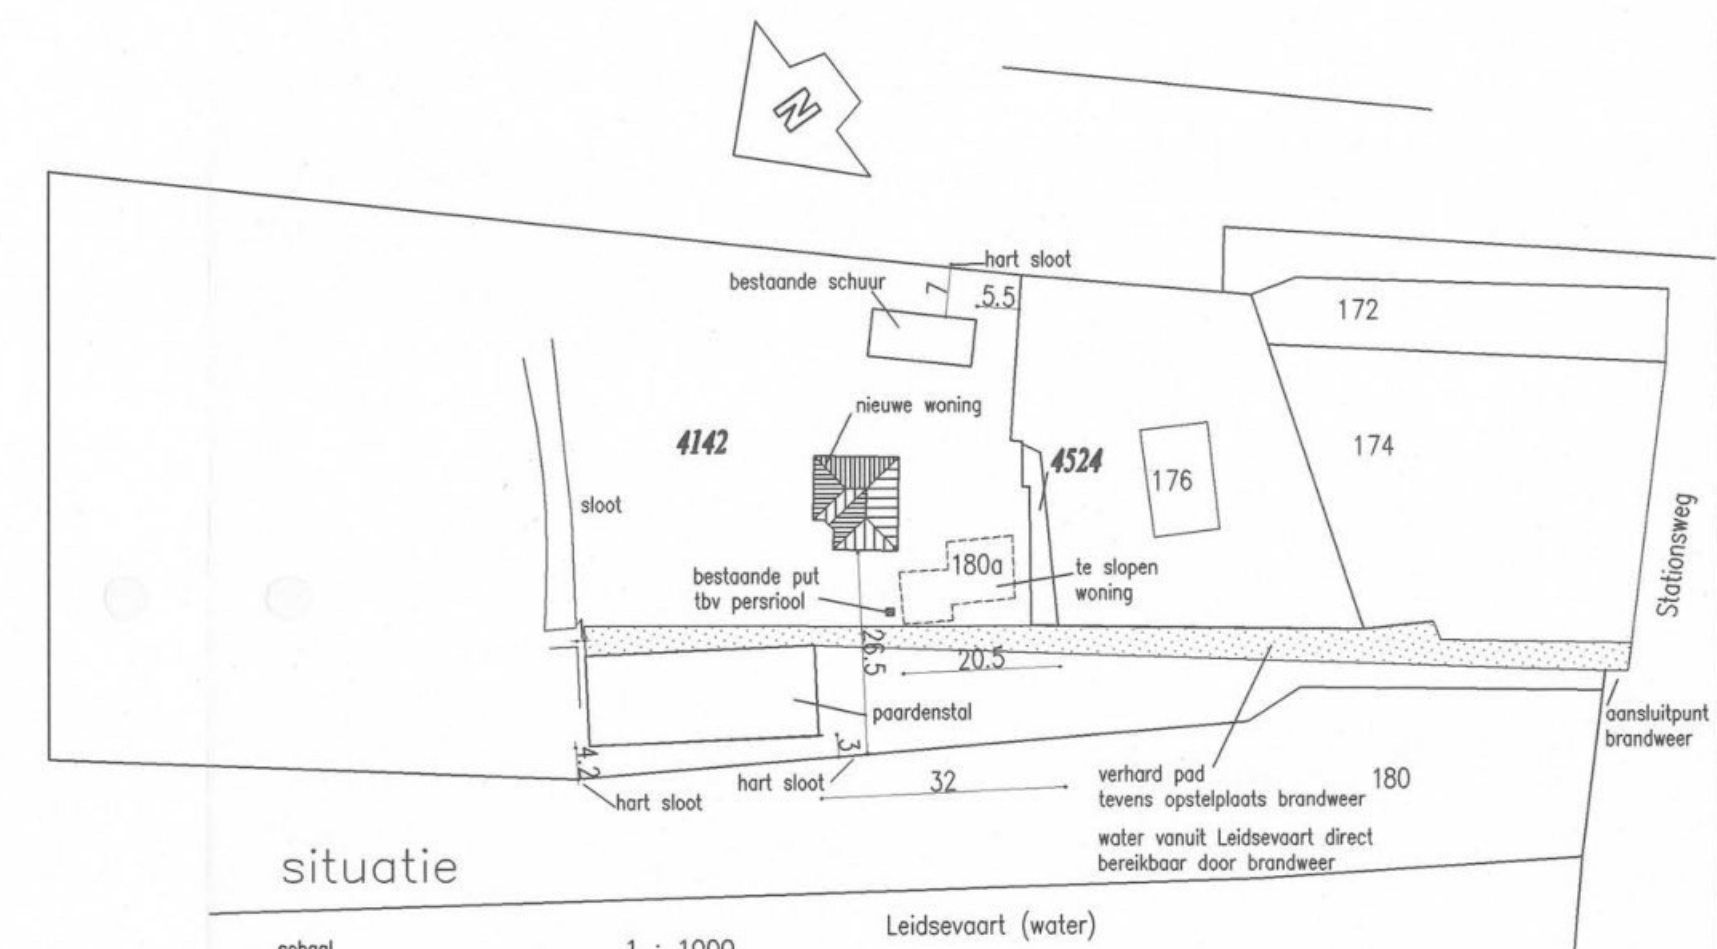 N
hart sloot
bestaande schuur
7
5.5
172
nieuwe woning
4142
4524
174
176
sloot
Stationsweg
180a
te slopen
woning
bestaande put
tbv persriool
26.5
20.5
paardenstal
aansluitpunt
brandweer
3
4.2
hart sloot
hart sloot
32
verhard pad
tevens opstelplaats brandweer
180
water vanuit Leidsevaart direct
bereikbaar door brandweer
situatie
Leidsevaart (water)
schaal
1 : 1000